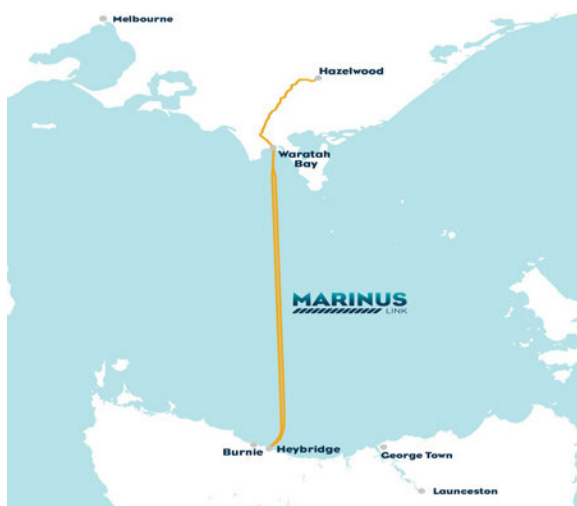 Melbourne
Hazelwood
Waratah
Bay
MARINUS
LINK
Burnie
Heybridge
George Town
Launceston